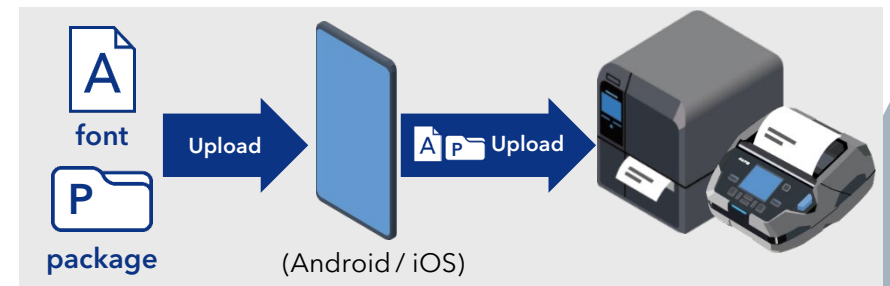 A
font
P
package
Upload
(Android / iOS)
A P Upload